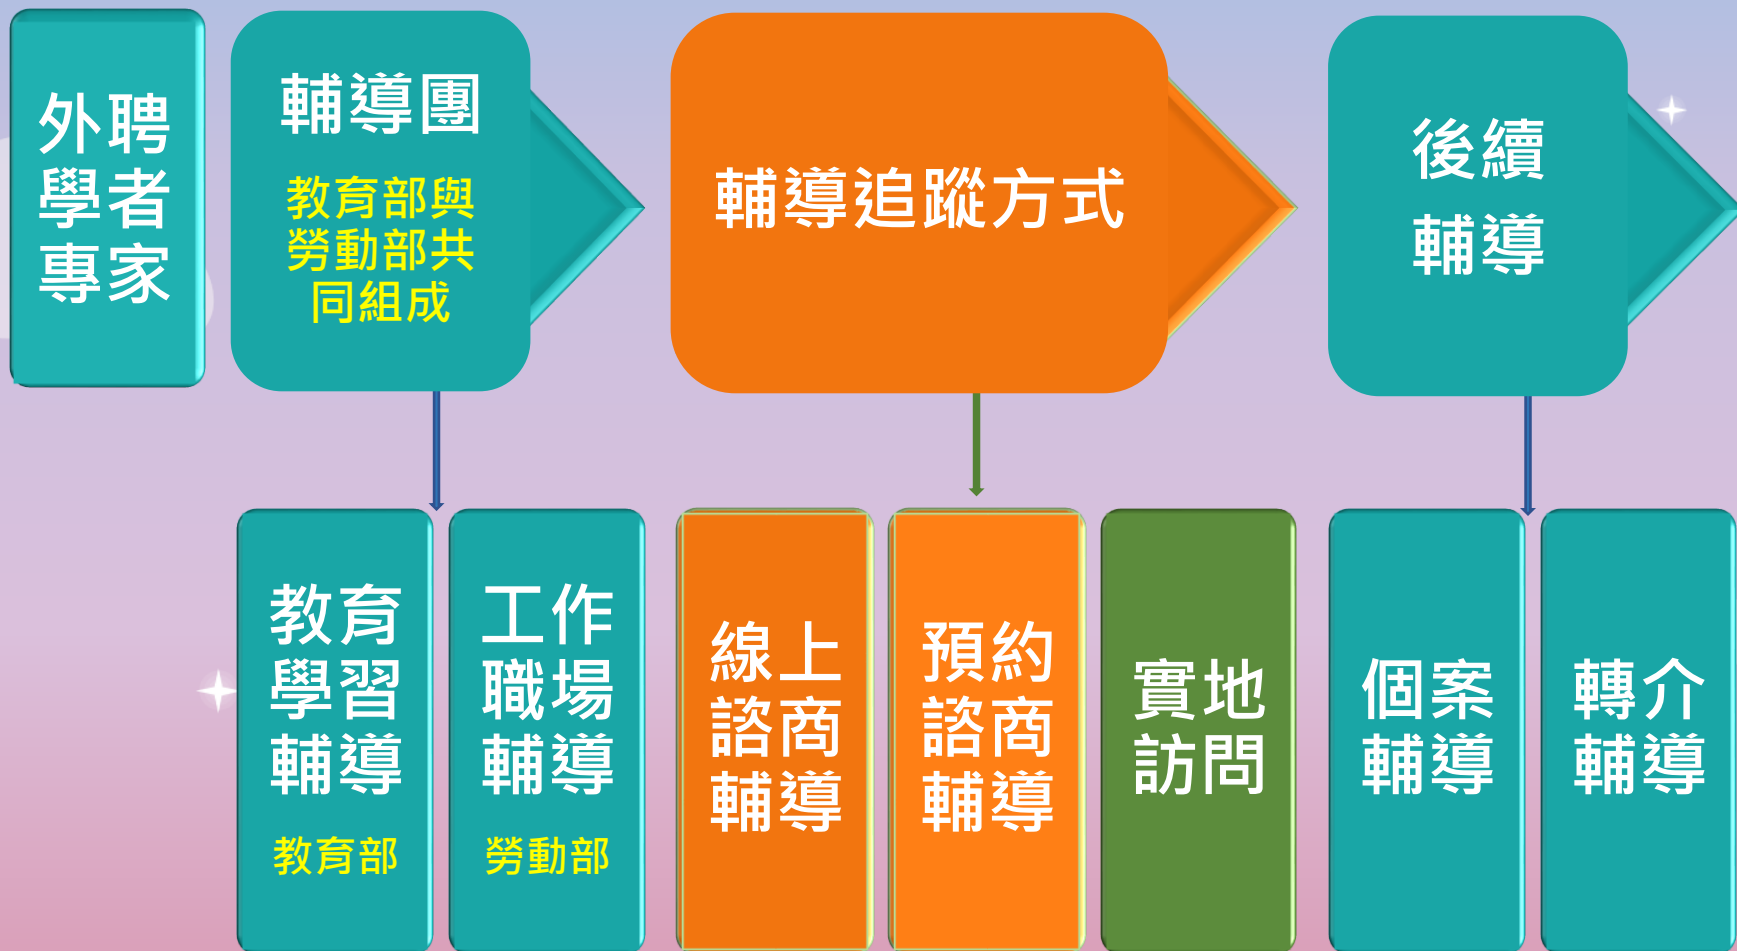 外聘
學者
專家
輔導團
教育部與
勞動部共
同組成
輔導追蹤方式
後續
輔導
教育
學習
輔導
教育部
工作
職場
輔導
勞動部
線上
諮商
輔導
預約
諮商
輔導
實地
訪問
個案
輔導
轉介
輔導